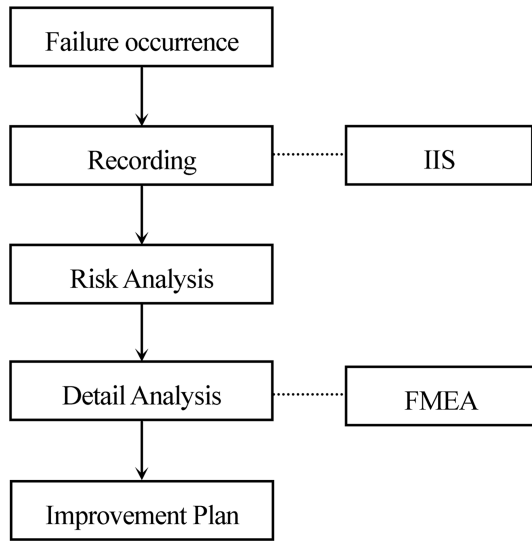 Failure occurrence
Recording
IIS
Risk Analysis
Detail Analysis
FMEA
Improvement Plan